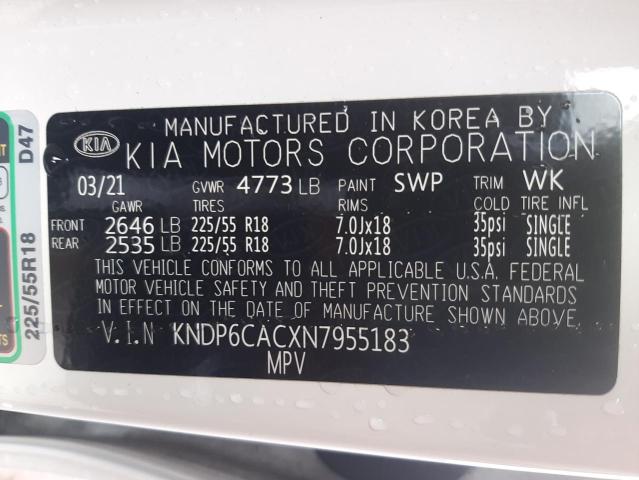 MANUFACTURED IN KOREA BY
KIA
KIA MOTORS CORPORATION
03/21 GVWR 4773 LB PAINT SWP TRIM WK
GAWR TIRES RIMS COLD TIRE INFL
FRONT 2646 LB 225/55 R18 7.0Jx18 35psi SINGLE
REAR 2535 LB 225/55 R18 7.0Jx18 35psi SINGLE
THIS VEHICLE CONFORMS TO ALL APPLICABLE U.S.A. FEDERAL
MOTOR VEHICLE SAFETY AND THEFT PREVENTION STANDARDS
IN EFFECT ON THE DATE OF MANUFACTURE SHOWN ABOVE.
V.I.N KNDP6CACXN7955183
MPV
D47
225/55R18